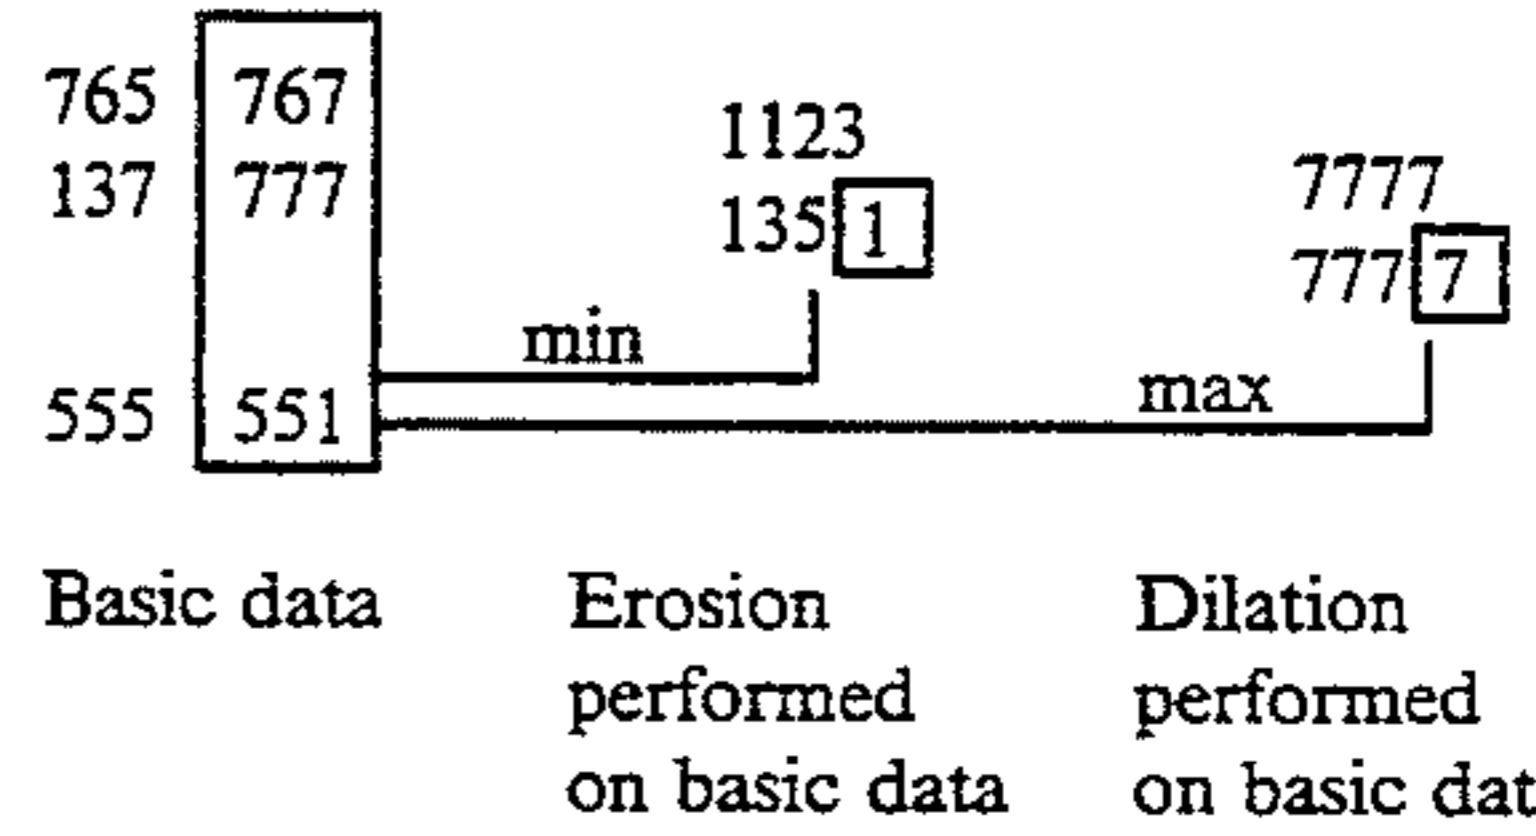 765 767
137 777
555 551
min
1123
135 1
max
7777
777 7
Basic data
Erosion
performed
on basic data
Dilation
performed
on basic dat